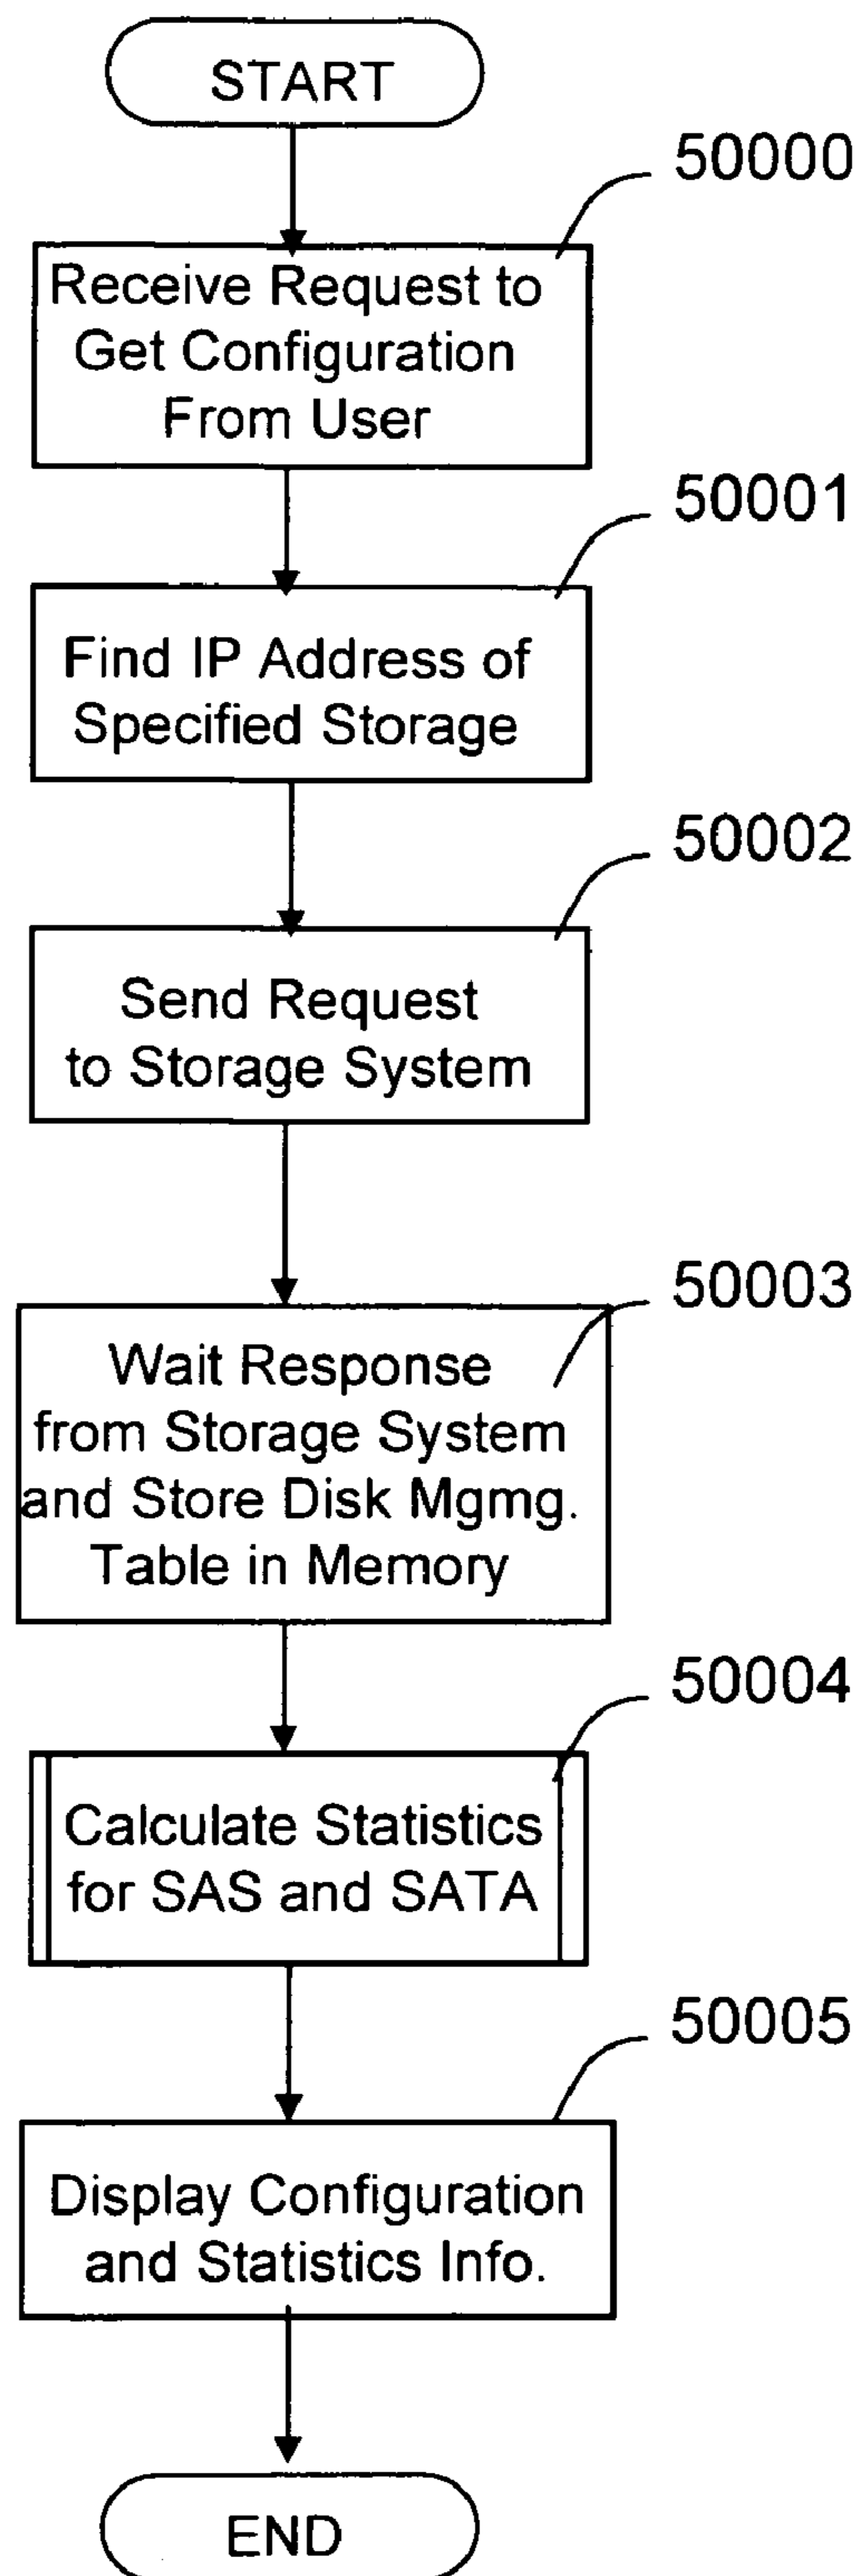 START
50000
Receive Request to
Get Configuration
From User
50001
Find IP Address of
Specified Storage
50002
Send Request
to Storage System
50003
Wait Response
from Storage System
and Store Disk Mgmg.
Table in Memory
50004
Calculate Statistics
for SAS and SATA
50005
Display Configuration
and Statistics Info.
END